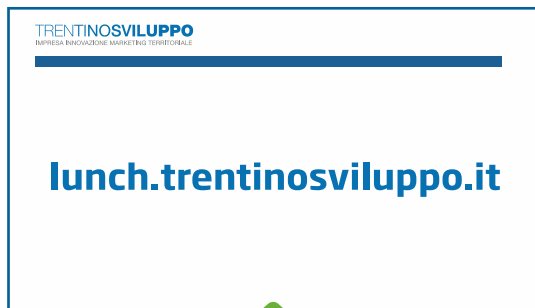 TRENTINOSVILUPPO
IMPRESA INNOVAZIONE MARKETING TERRITORIALE
lunch.trentinosviluppo.it